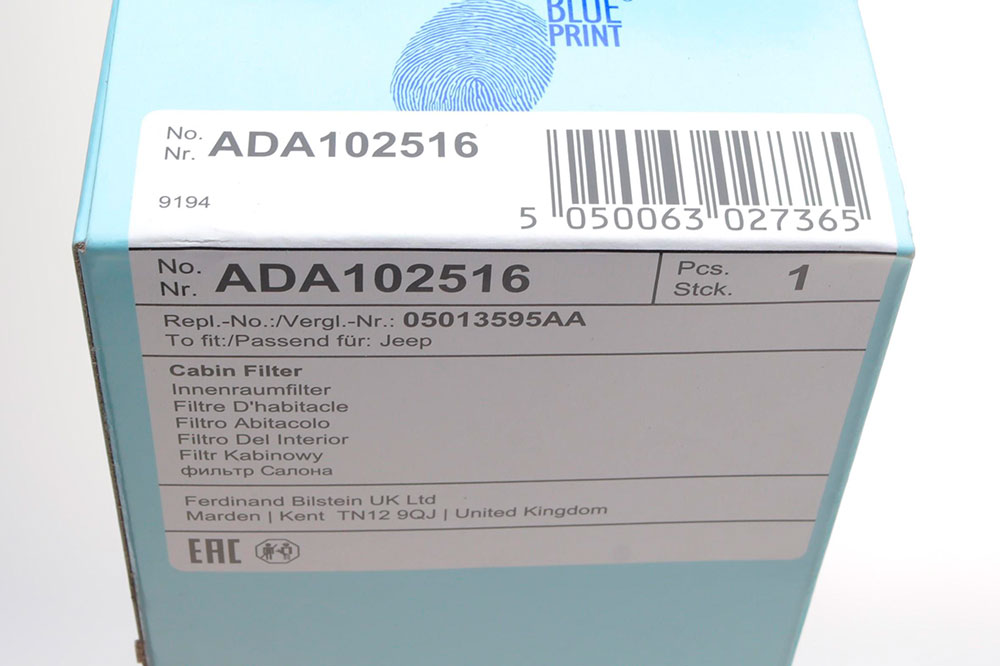 BLUE
PRINT
No.
Nr. ADA102516
9194
5 050063 027365
No.
Nr. ADA102516
Pcs.
Stck. 1
Repl.-No.:/Vergl.-Nr.: 05013595AA
To fit:/Passend für: Jeep
Cabin Filter
Innenraumfilter
Filtre D'habitacle
Filtro Abitacolo
Filtro Del Interior
Filtr Kabinowy
фильтр Салона
Ferdinand Bilstein UK Ltd
Marden | Kent TN12 9QJ | United Kingdom
EAC